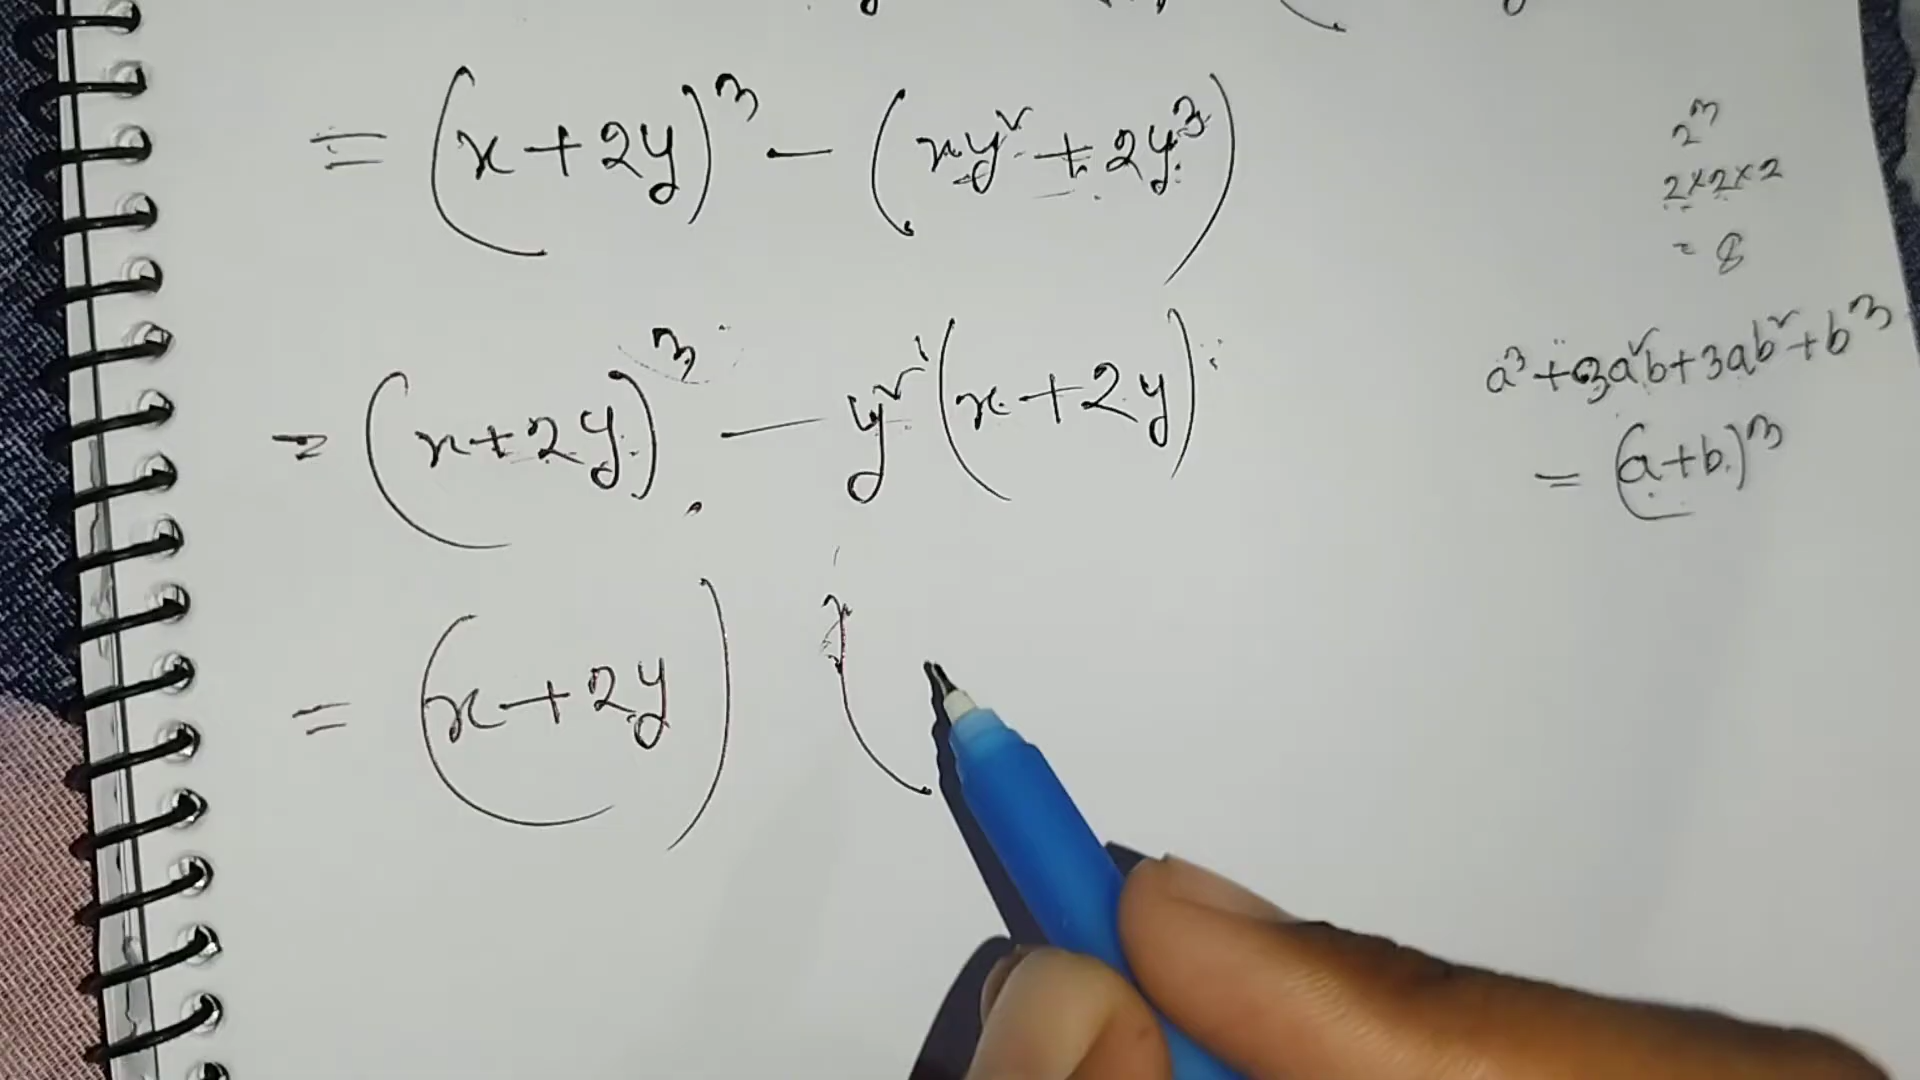 = (x+2y)³ - (xy² + 2y³)
= (x+2y)³ - y²(x+2y)
= (x+2y) (
2³
2×2×2
= 8
a³+3a²b+3ab²+b³
= (a+b)³